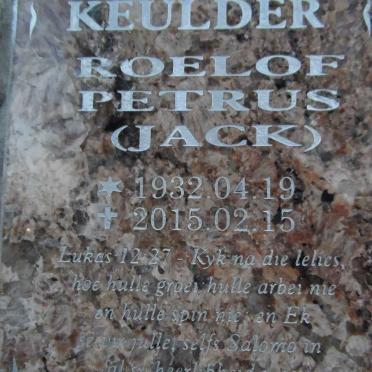 KEULDER
ROELOF
PETRUS
(JACK)
* 1932.04.19
✝ 2015.02.15
Lukas 12:27 - Kyk na die lelies,
hoe hulle groei; hulle arbei nie
en hulle spin nie; en Ek
julle, selfs Salomo in